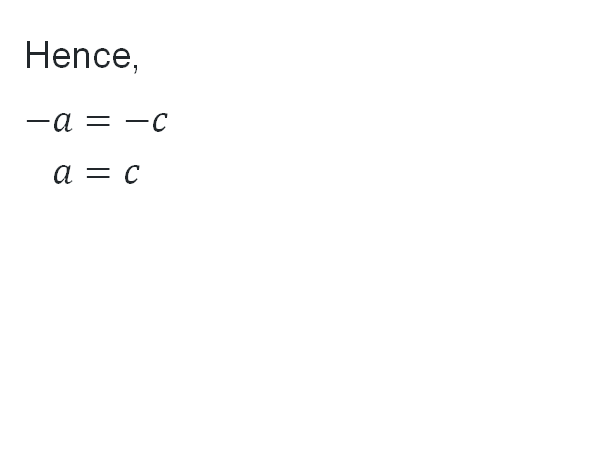 Hence,
−a = −c
a = c